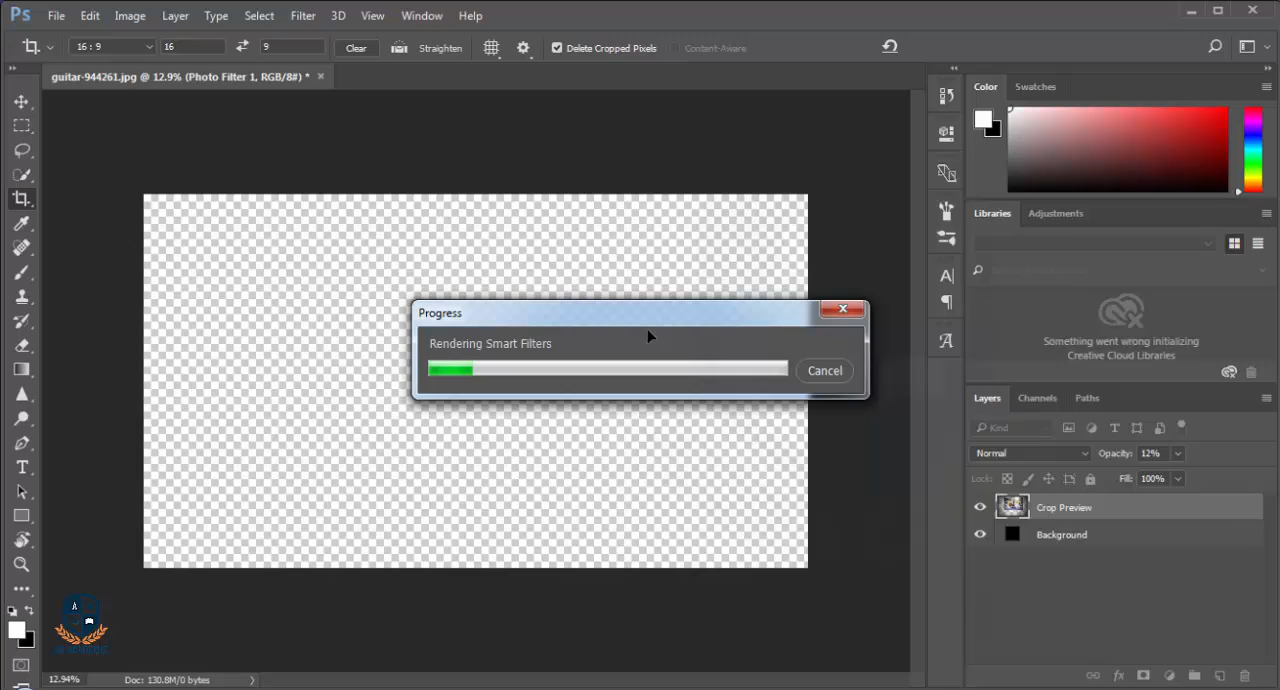 Ps File Edit Image Layer Type Select Filter 3D View Window Help
16 : 9 16 9 Clear Straighten Delete Cropped Pixels Content-Aware
guitar-944261.jpg @ 12.9% (Photo Filter 1, RGB/8#) * ×
Color Swatches
Libraries Adjustments
Something went wrong initializing
Creative Cloud Libraries
Progress
Rendering Smart Filters
Cancel
Layers Channels Paths
Kind
Normal Opacity: 12%
Lock: Fill: 100%
Crop Preview
Background
12.94% Doc: 130.8M/0 bytes